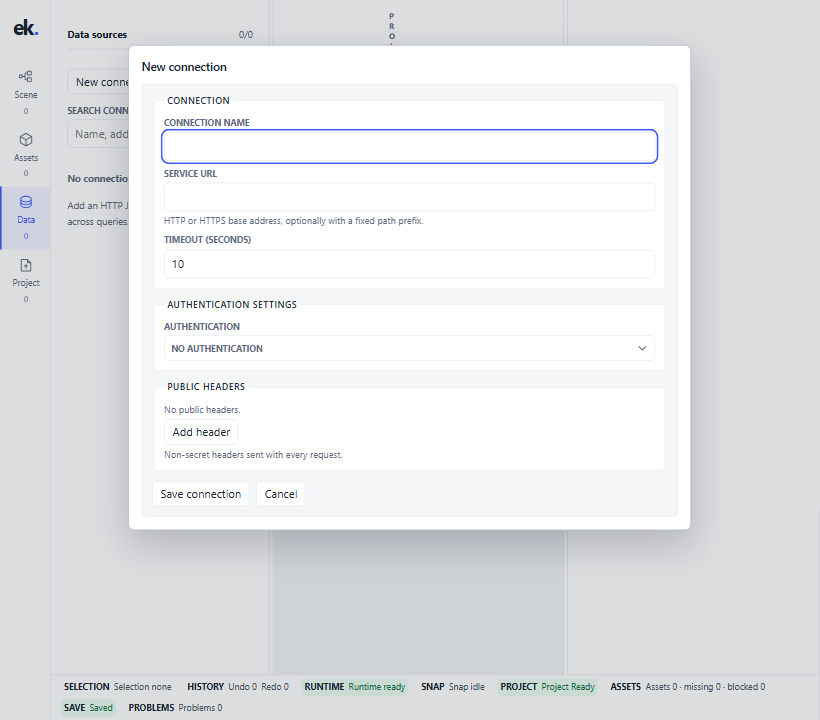 ek.
Data sources 0/0
P
R
O
Scene
0
Assets
0
Data
0
Project
0
New conne
SEARCH CONN
Name, add
No connectio
Add an HTTP J
across queries.
New connection
CONNECTION
CONNECTION NAME
SERVICE URL
HTTP or HTTPS base address, optionally with a fixed path prefix.
TIMEOUT (SECONDS)
10
AUTHENTICATION SETTINGS
AUTHENTICATION
NO AUTHENTICATION
PUBLIC HEADERS
No public headers.
Add header
Non-secret headers sent with every request.
Save connection Cancel
SELECTION Selection none HISTORY Undo 0 Redo 0 RUNTIME Runtime ready SNAP Snap idle PROJECT Project Ready ASSETS Assets 0 · missing 0 · blocked 0
SAVE Saved PROBLEMS Problems 0